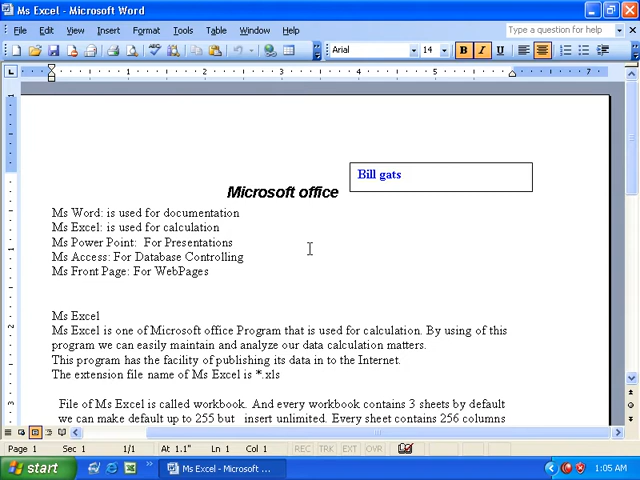 Ms Excel - Microsoft Word
File Edit View Insert Format Tools Table Window Help Type a question for help
Arial 14 B I U
1 2 3 4 5 6 7
Bill gats
Microsoft office
Ms Word: is used for documentation
Ms Excel: is used for calculation
Ms Power Point: For Presentations
Ms Access: For Database Controlling
Ms Front Page: For WebPages
Ms Excel
Ms Excel is one of Microsoft office Program that is used for calculation. By using of this
program we can easily maintain and analyze our data calculation matters.
This program has the facility of publishing its data in to the Internet.
The extension file name of Ms Excel is *.xls
File of Ms Excel is called workbook. And every workbook contains 3 sheets by default
we can make default up to 255 but insert unlimited. Every sheet contains 256 columns
Page 1 Sec 1 1/1 At 1.1" Ln 1 Col 1 REC TRK EXT OVR
start Ms Excel - Microsoft ... 1:05 AM